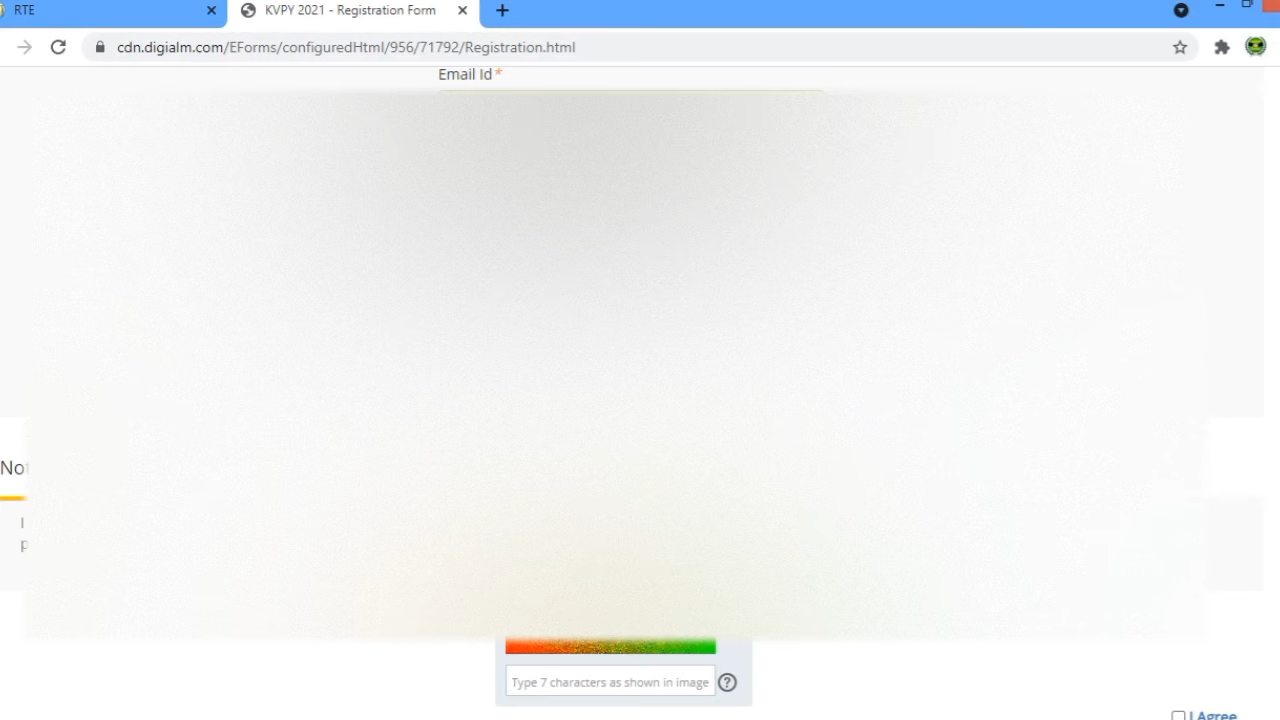 RTE
KVPY 2021 - Registration Form
cdn.digialm.com/EForms/configuredHtml/956/71792/Registration.html
Email Id *
No
I
p
Type 7 characters as shown in image
I Agree